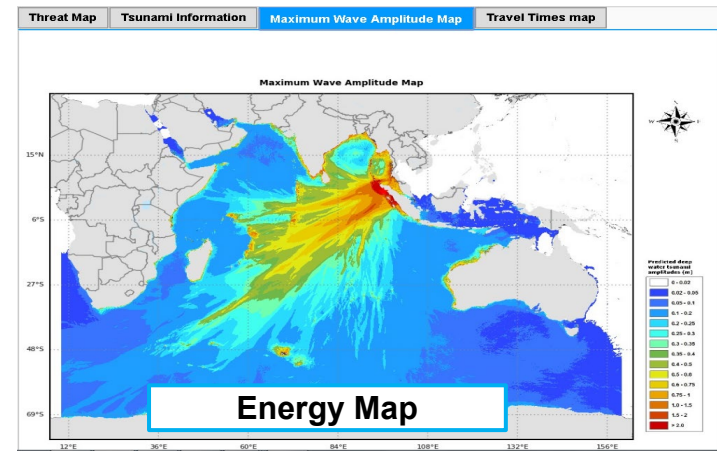 Threat Map Tsunami Information Maximum Wave Amplitude Map Travel Times map
Maximum Wave Amplitude Map
W N E S
15°N
6°S
27°S
48°S
69°S
12°E 36°E 60°E 84°E 108°E 132°E 156°E
Predicted deep
water tsunami
amplitudes (m)
0 - 0.02
0.02 - 0.05
0.05 - 0.1
0.1 - 0.2
0.2 - 0.25
0.25 - 0.3
0.3 - 0.35
0.35 - 0.4
0.4 - 0.5
0.5 - 0.6
0.6 - 0.75
0.75 - 1
1.0 - 1.5
1.5 - 2
> 2.0
Energy Map